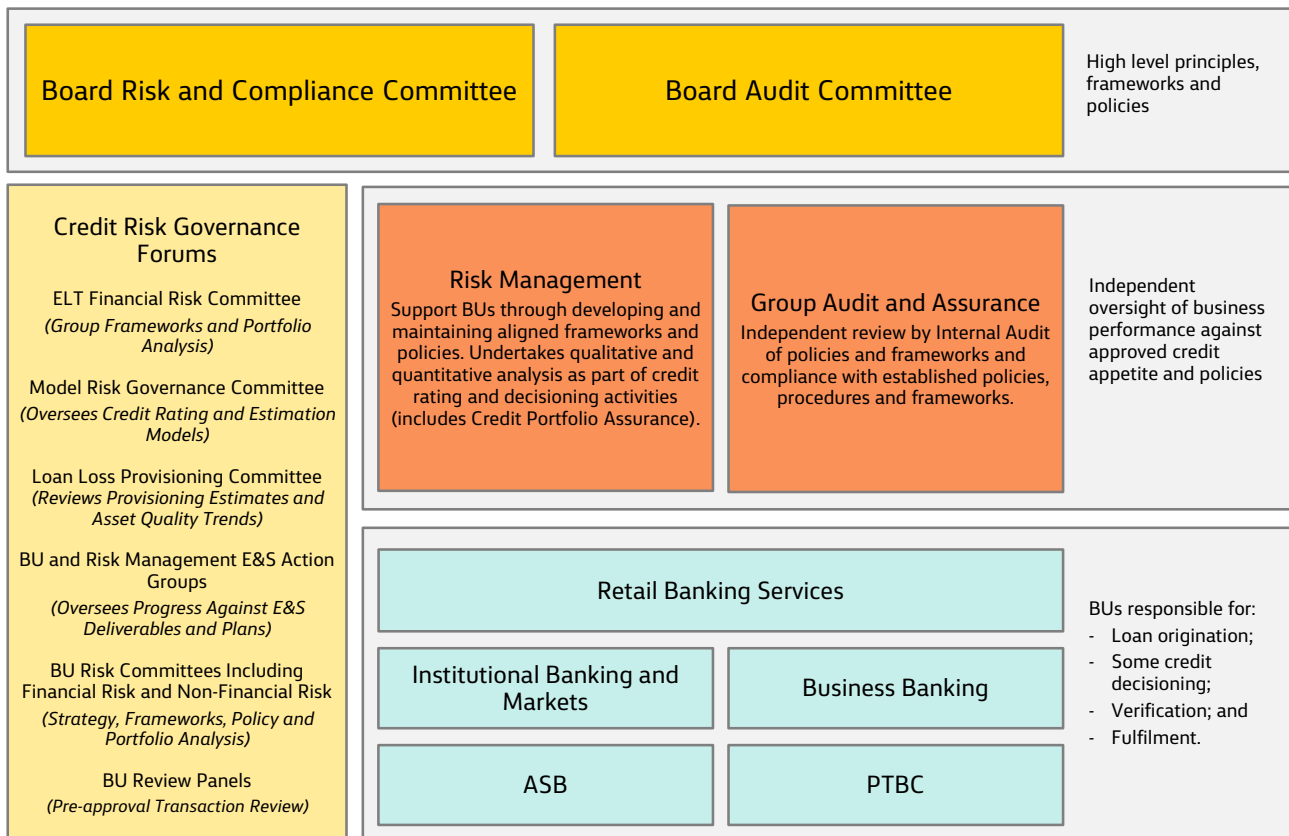 Board Risk and Compliance Committee
Board Audit Committee
High level principles,
frameworks and
policies
Credit Risk Governance
Forums
ELT Financial Risk Committee
(Group Frameworks and Portfolio
Analysis)
Model Risk Governance Committee
(Oversees Credit Rating and Estimation
Models)
Loan Loss Provisioning Committee
(Reviews Provisioning Estimates and
Asset Quality Trends)
BU and Risk Management E&S Action
Groups
(Oversees Progress Against E&S
Deliverables and Plans)
BU Risk Committees Including
Financial Risk and Non-Financial Risk
(Strategy, Frameworks, Policy and
Portfolio Analysis)
BU Review Panels
(Pre-approval Transaction Review)
Risk Management
Support BUs through developing and
maintaining aligned frameworks and
policies. Undertakes qualitative and
quantitative analysis as part of credit
rating and decisioning activities
(includes Credit Portfolio Assurance).
Group Audit and Assurance
Independent review by Internal Audit
of policies and frameworks and
compliance with established policies,
procedures and frameworks.
Independent
oversight of business
performance against
approved credit
appetite and policies
Retail Banking Services
Institutional Banking and
Markets
Business Banking
ASB
PTBC
BUs responsible for:
- Loan origination;
- Some credit
decisioning;
- Verification; and
- Fulfilment.